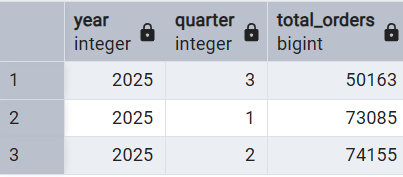 year quarter total_orders
integer integer bigint
1 2025 3 50163
2 2025 1 73085
3 2025 2 74155